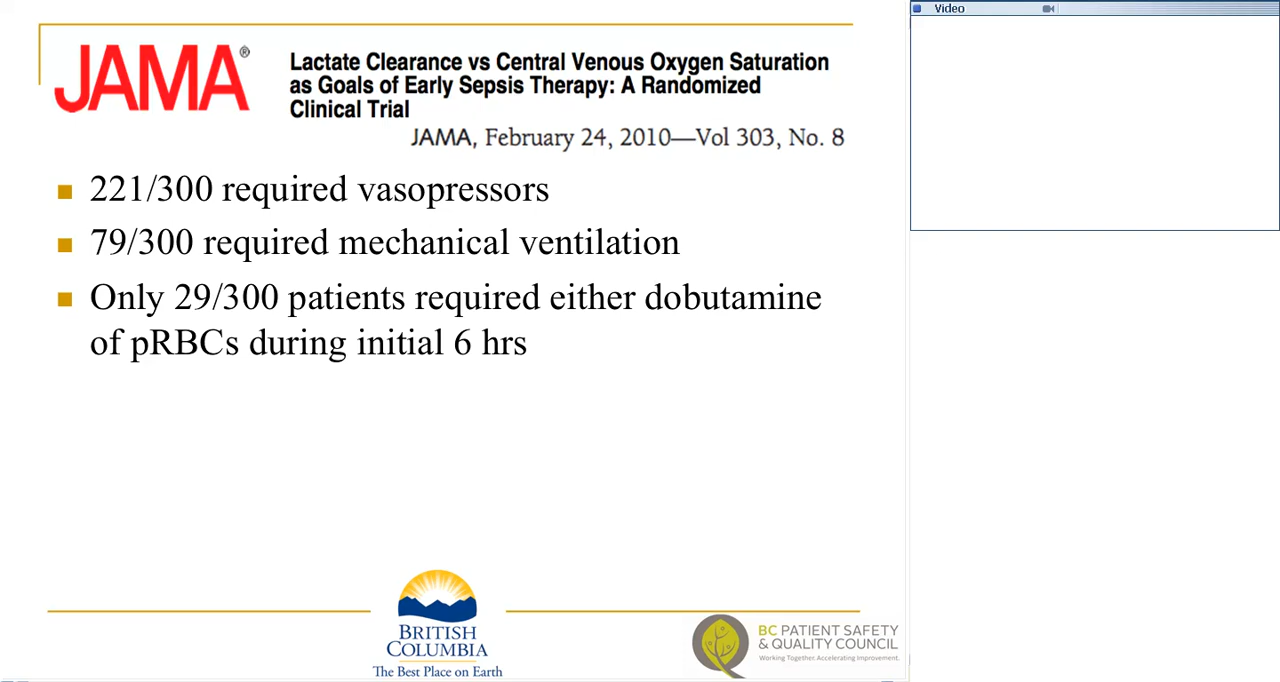 Video
JAMA®
Lactate Clearance vs Central Venous Oxygen Saturation
as Goals of Early Sepsis Therapy: A Randomized
Clinical Trial
JAMA, February 24, 2010—Vol 303, No. 8
221/300 required vasopressors
79/300 required mechanical ventilation
Only 29/300 patients required either dobutamine
of pRBCs during initial 6 hrs
BRITISH
COLUMBIA
The Best Place on Earth
BC PATIENT SAFETY
& QUALITY COUNCIL
Working Together. Accelerating Improvement.